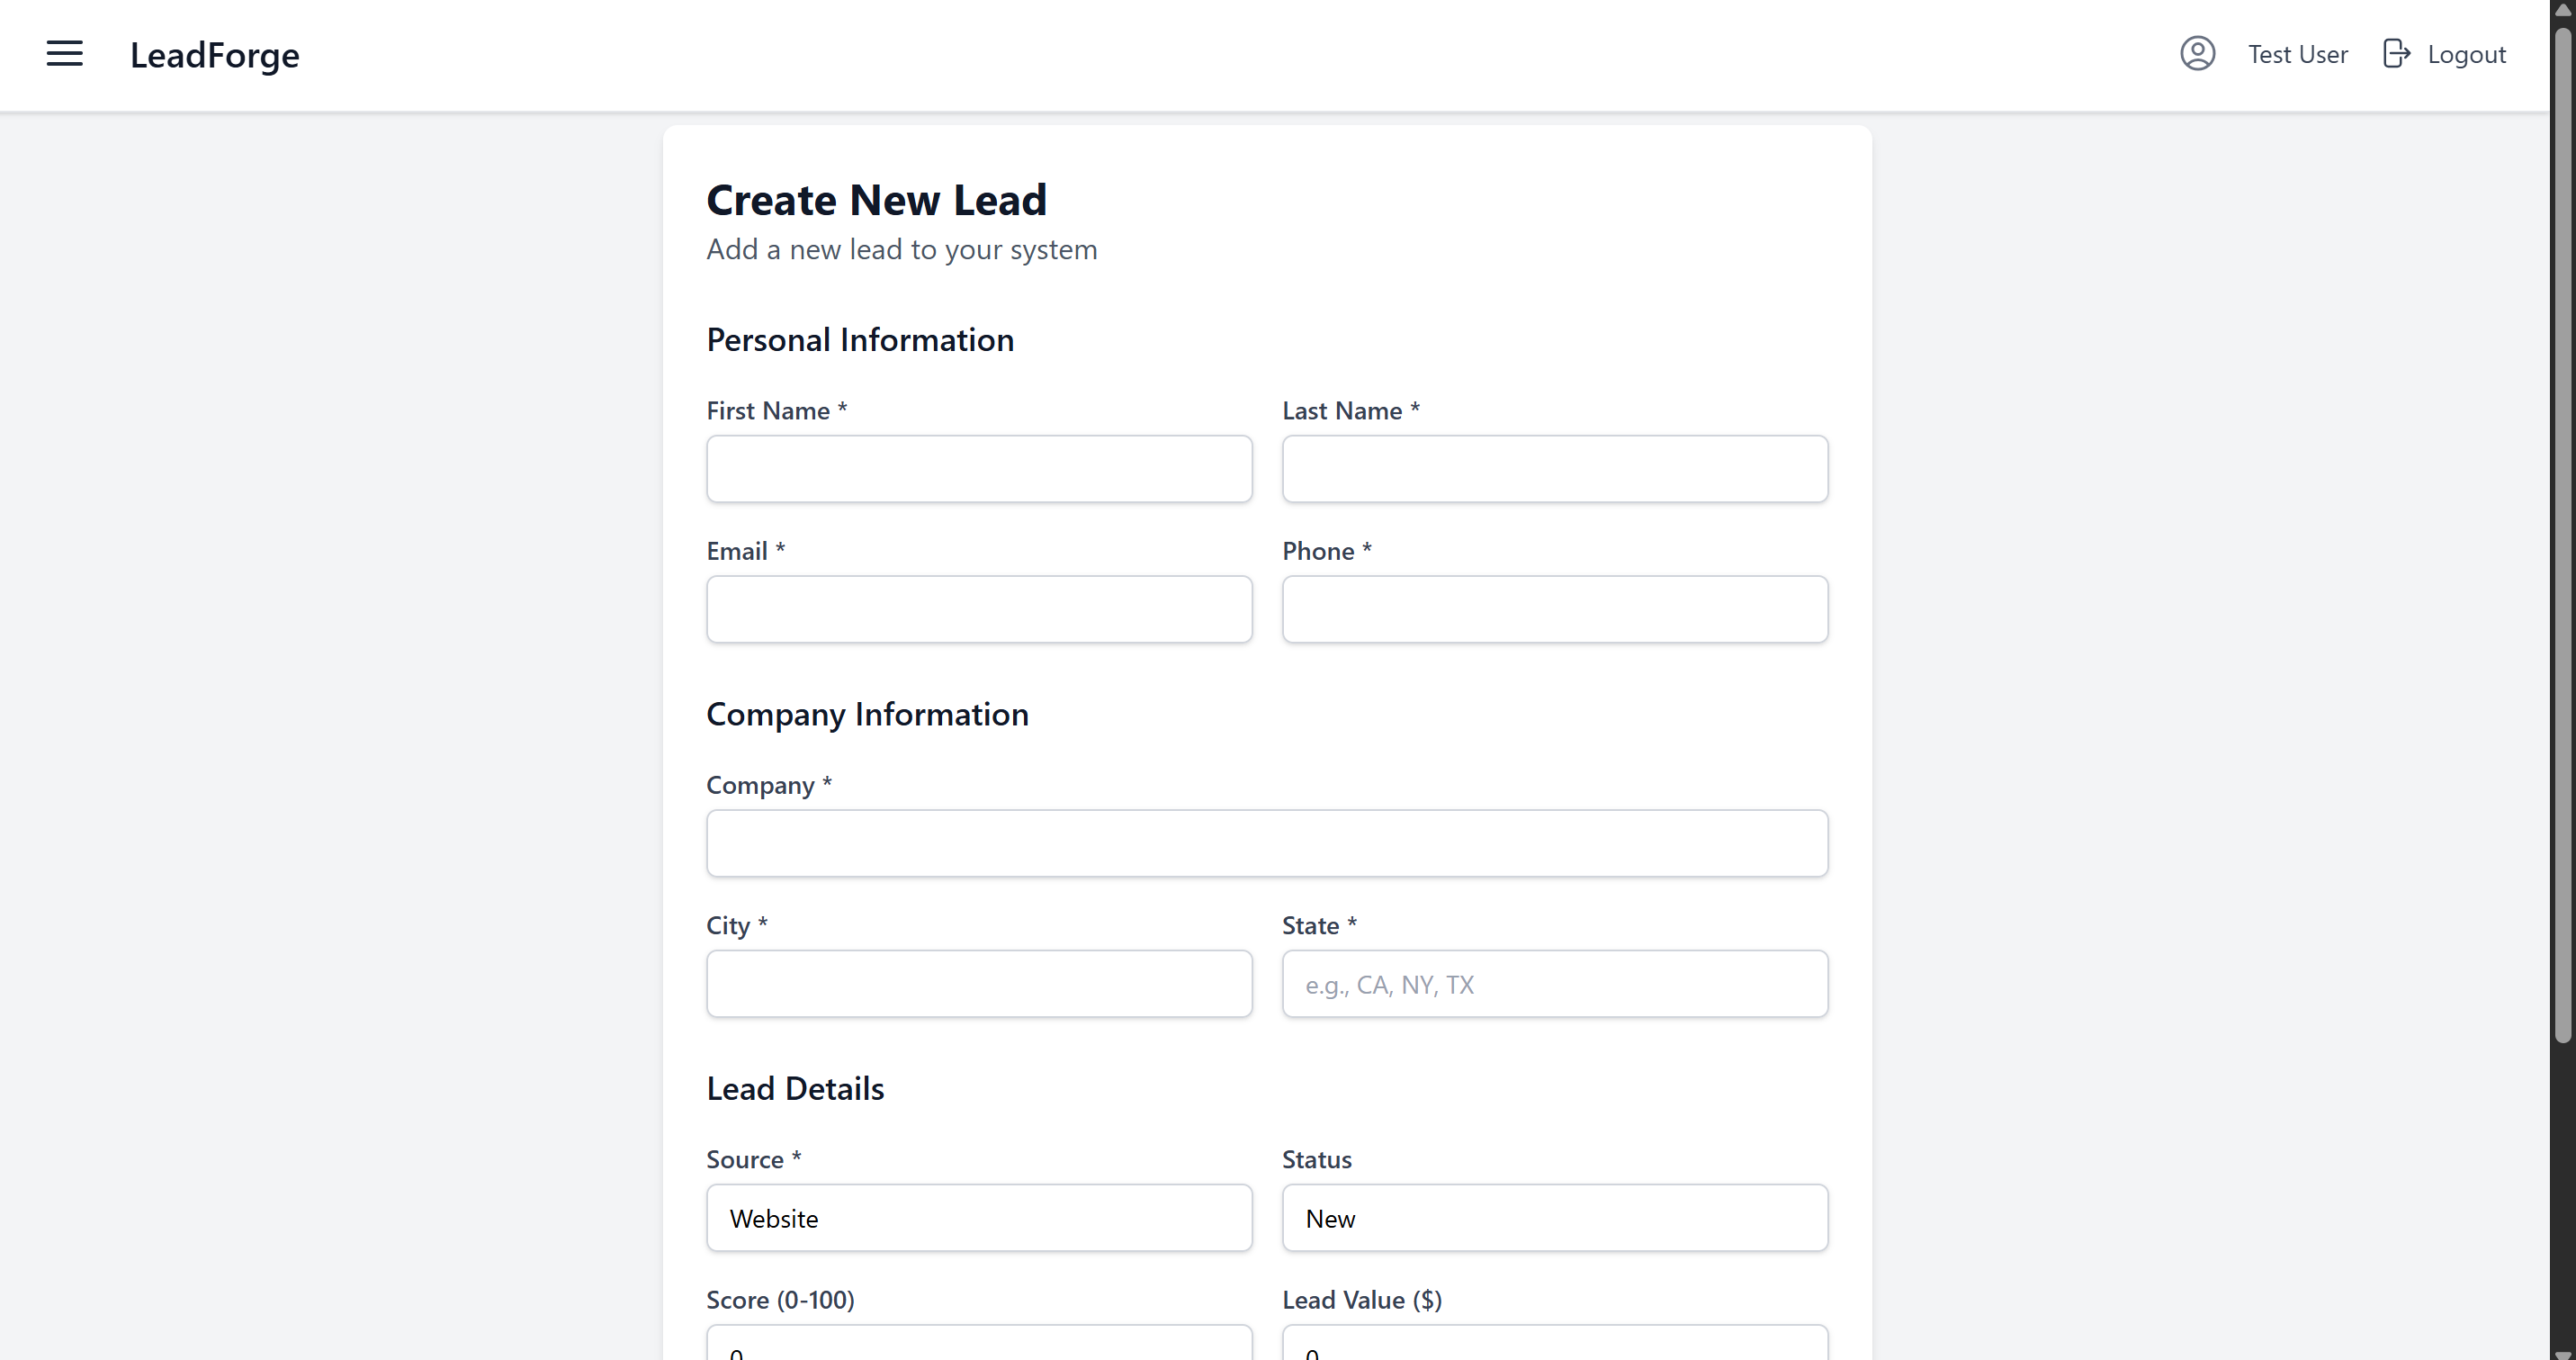 LeadForge
Test User
Logout
Create New Lead
Add a new lead to your system
Personal Information
First Name *
Last Name *
Email *
Phone *
Company Information
Company *
City *
State *
e.g., CA, NY, TX
Lead Details
Source *
Status
Website
New
Score (0-100)
Lead Value ($)
0
0